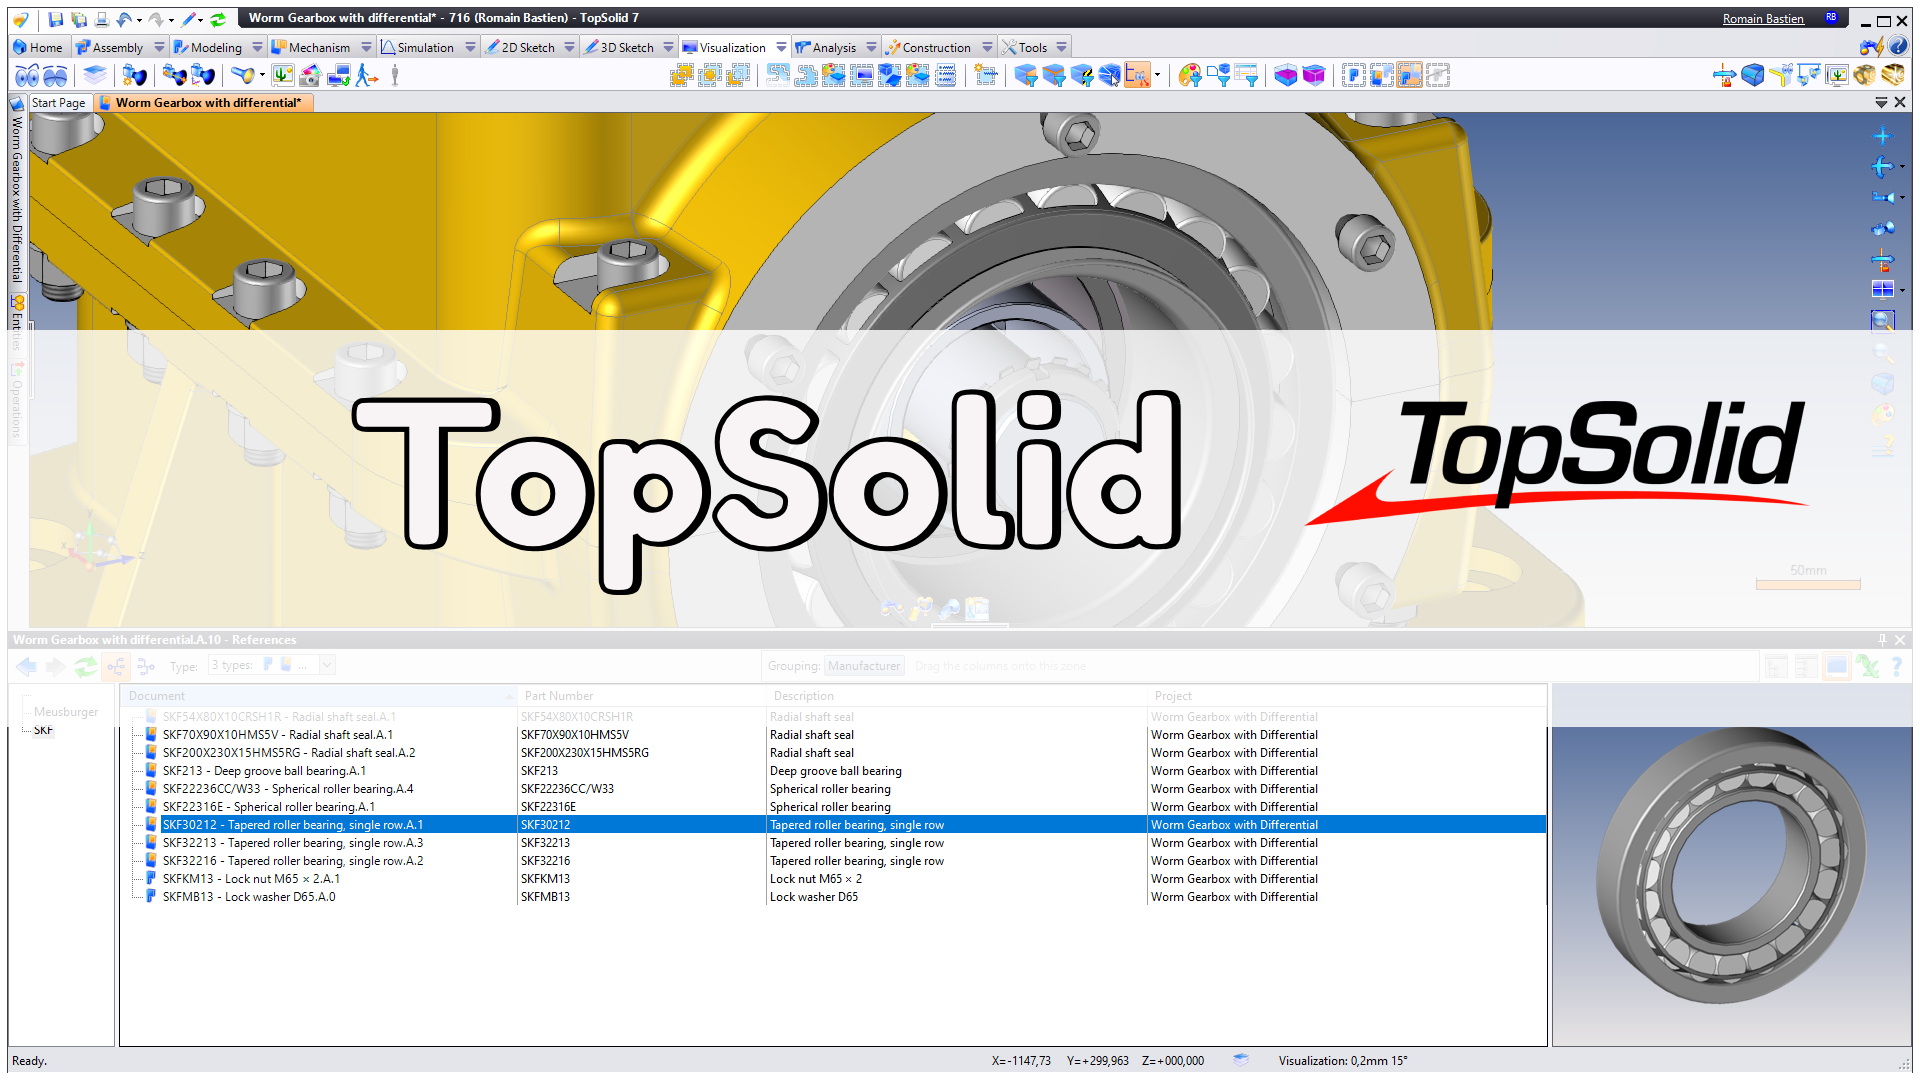 Worm Gearbox with differential* - 716 (Romain Bastien) - TopSolid 7
Romain Bastien
RB
Home
Assembly
Modeling
Mechanism
Simulation
2D Sketch
3D Sketch
Visualization
Analysis
Construction
Tools
Start Page
Worm Gearbox with differential*
Worm Gearbox with Differential
Entities
Operations
TopSolid
TopSolid
x
z
50mm
Worm Gearbox with differential.A.10 - References
Type:
3 types:
...
Grouping:
Manufacturer
Drag the columns onto this zone
Meusburger
SKF
Document Part Number Description Project
SKF54X80X10CRSH1R - Radial shaft seal.A.1 SKF54X80X10CRSH1R Radial shaft seal Worm Gearbox with Differential
SKF70X90X10HMS5V - Radial shaft seal.A.1 SKF70X90X10HMS5V Radial shaft seal Worm Gearbox with Differential
SKF200X230X15HMS5RG - Radial shaft seal.A.2 SKF200X230X15HMS5RG Radial shaft seal Worm Gearbox with Differential
SKF213 - Deep groove ball bearing.A.1 SKF213 Deep groove ball bearing Worm Gearbox with Differential
SKF22236CC/W33 - Spherical roller bearing.A.4 SKF22236CC/W33 Spherical roller bearing Worm Gearbox with Differential
SKF22316E - Spherical roller bearing.A.1 SKF22316E Spherical roller bearing Worm Gearbox with Differential
SKF30212 - Tapered roller bearing, single row.A.1 SKF30212 Tapered roller bearing, single row Worm Gearbox with Differential
SKF32213 - Tapered roller bearing, single row.A.3 SKF32213 Tapered roller bearing, single row Worm Gearbox with Differential
SKF32216 - Tapered roller bearing, single row.A.2 SKF32216 Tapered roller bearing, single row Worm Gearbox with Differential
SKFKM13 - Lock nut M65 × 2.A.1 SKFKM13 Lock nut M65 × 2 Worm Gearbox with Differential
SKFMB13 - Lock washer D65.A.0 SKFMB13 Lock washer D65 Worm Gearbox with Differential
Ready.
X=-1147,73 Y=+299,963 Z=+000,000
Visualization: 0,2mm 15°